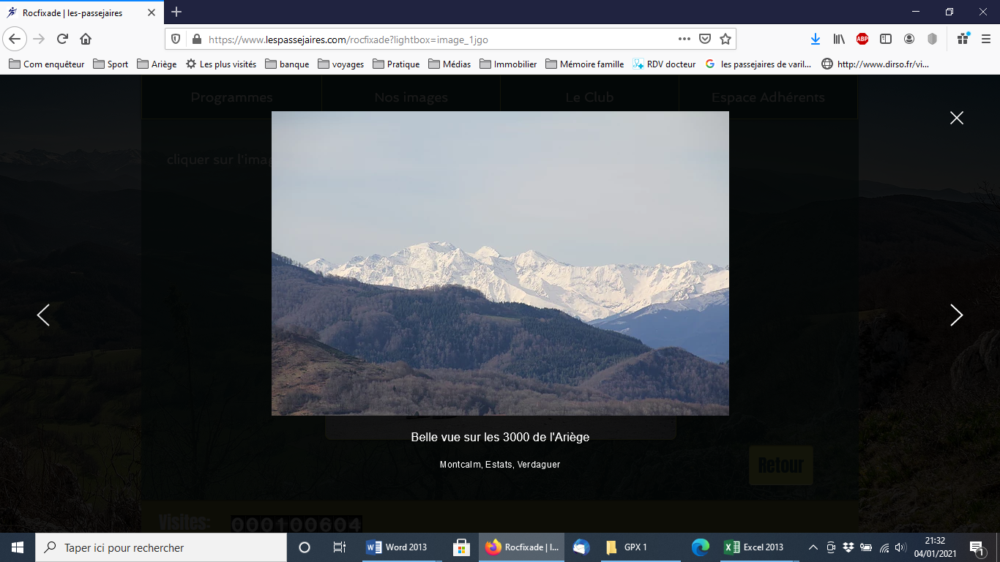 Rocfixade | les-passejaires
https://www.lespassejaires.com/rocfixade?lightbox=image_1jgo
ABP
Com enquêteur Sport Ariège Les plus visités banque voyages Pratique Médias Immobilier Mémoire famille RDV docteur les passejaires de varil... http://www.dirso.fr/vi...
Programmes Nos images Le Club Espace Adhérents
cliquer sur l'imag
Belle vue sur les 3000 de l'Ariège
Montcalm, Estats, Verdaguer
Retour
Visites: 000100604
Taper ici pour rechercher Word 2013 Rocfixade | l... GPX 1 Excel 2013 21:32
04/01/2021 1